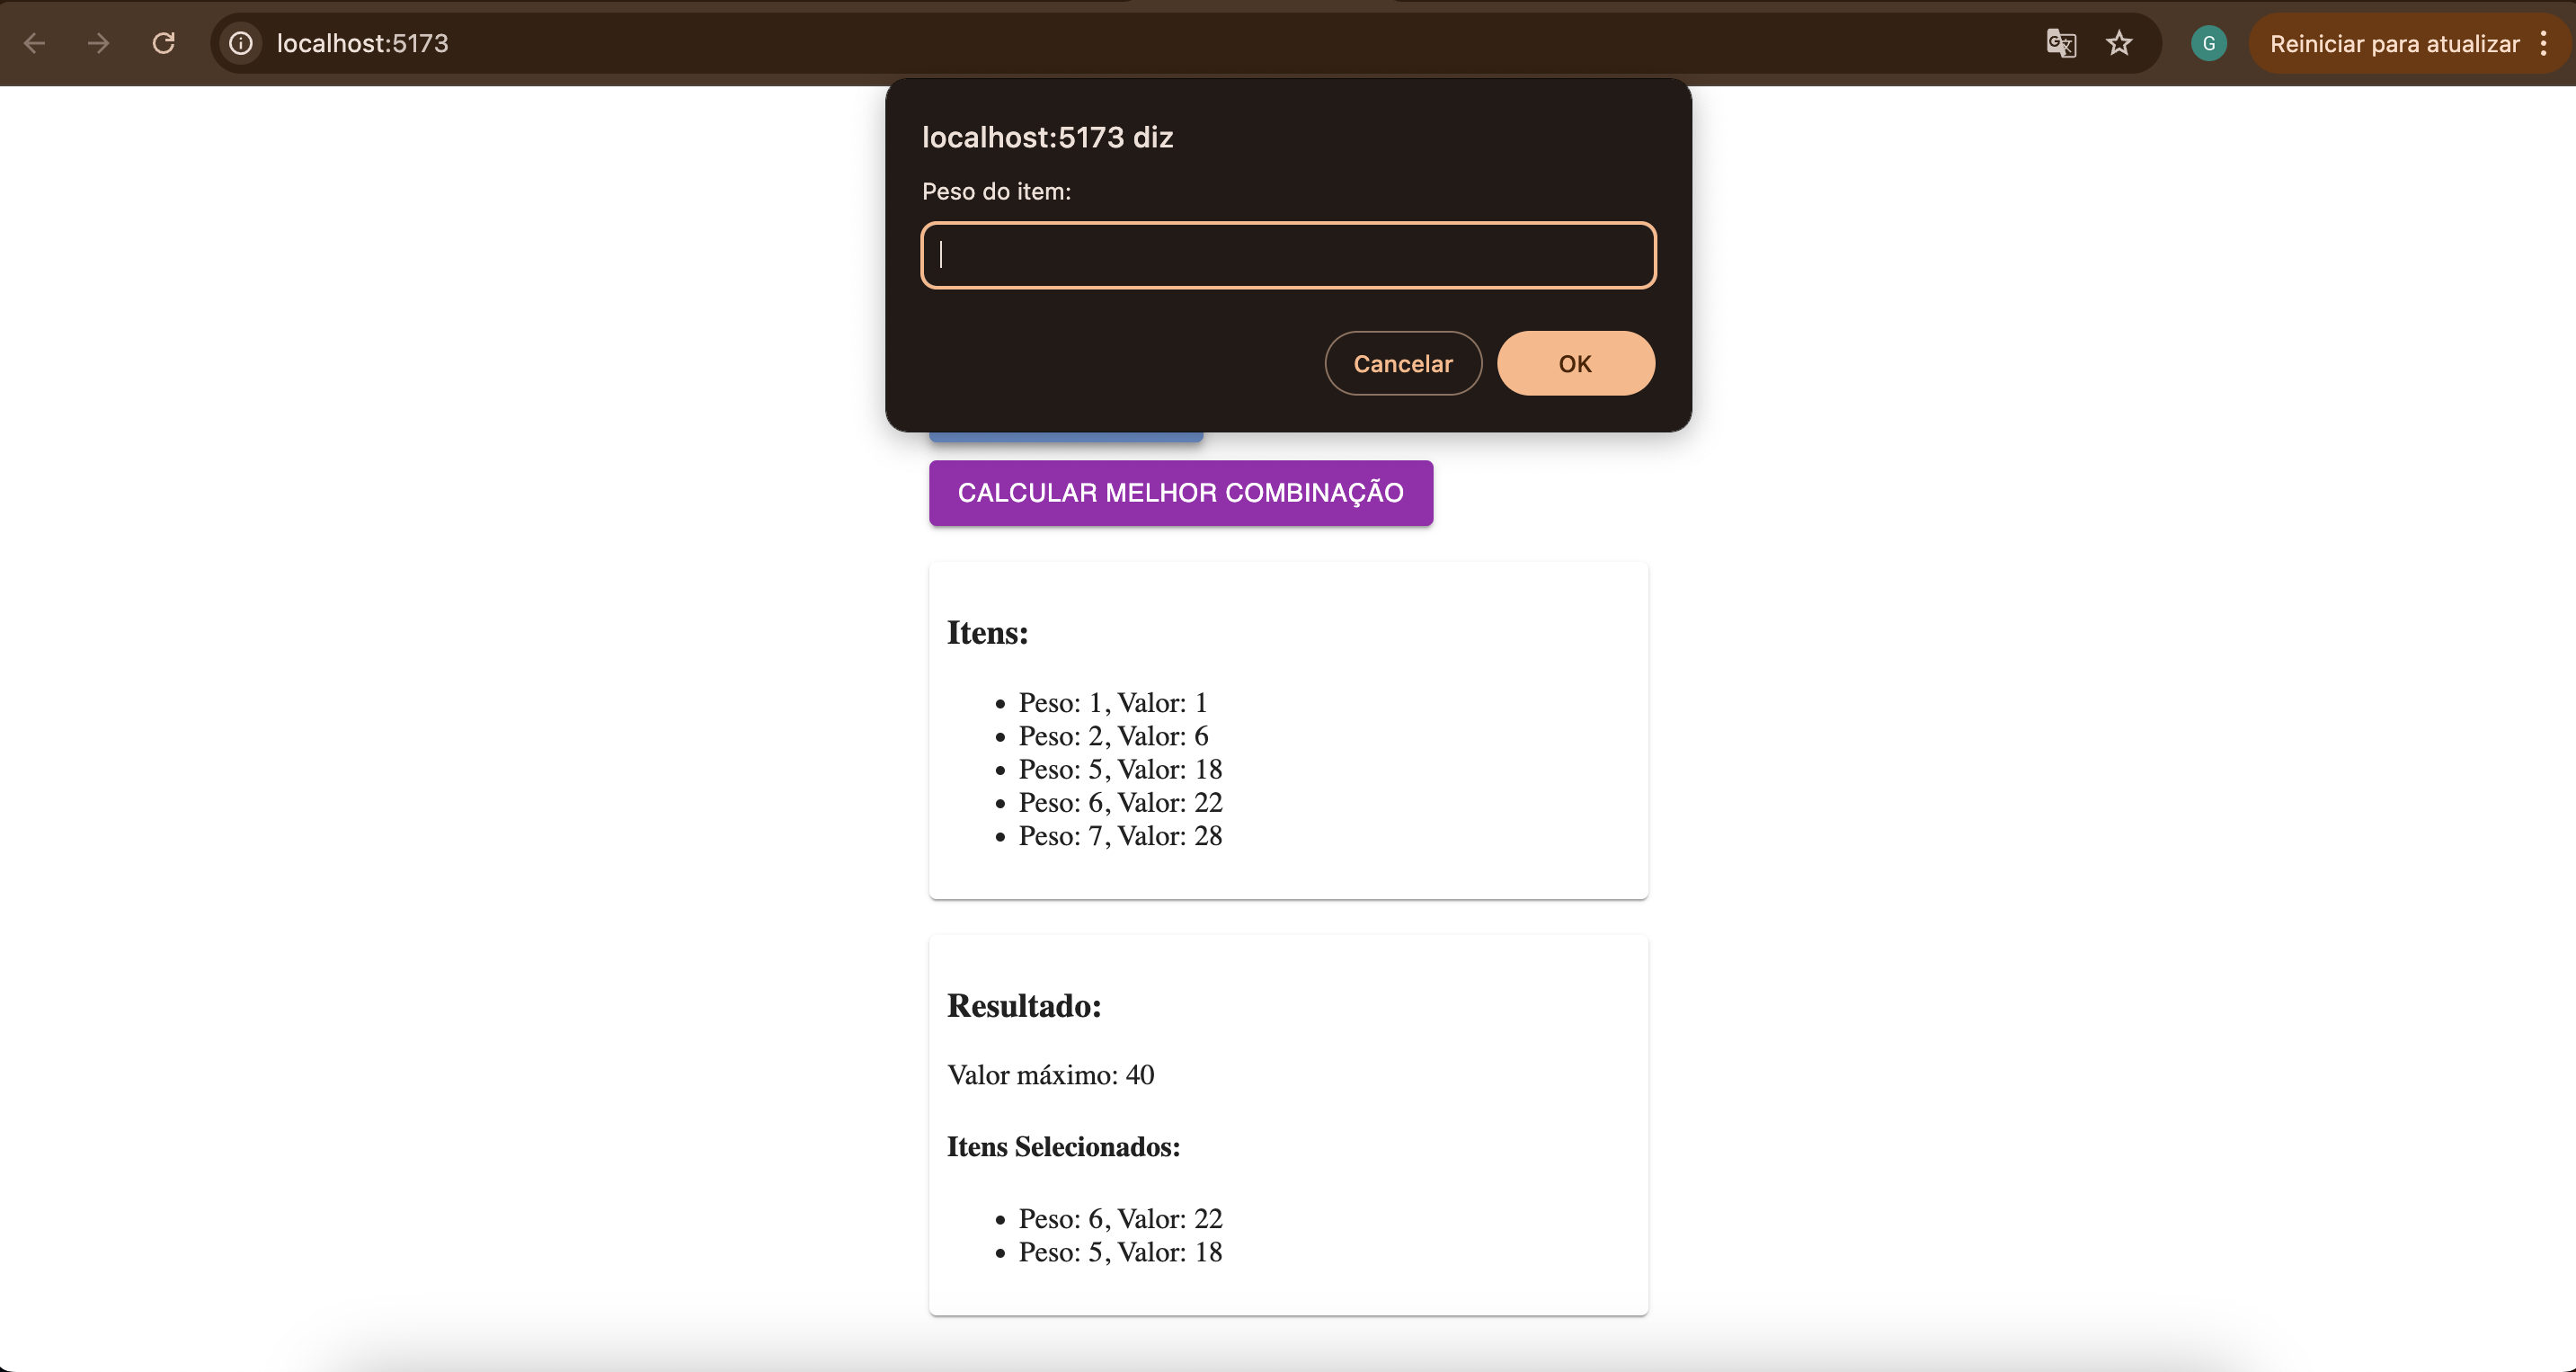 localhost:5173
G
Reiniciar para atualizar
localhost:5173 diz
Peso do item:
Cancelar
OK
CALCULAR MELHOR COMBINAÇÃO
Itens:
Peso: 1, Valor: 1
Peso: 2, Valor: 6
Peso: 5, Valor: 18
Peso: 6, Valor: 22
Peso: 7, Valor: 28
Resultado:
Valor máximo: 40
Itens Selecionados:
Peso: 6, Valor: 22
Peso: 5, Valor: 18